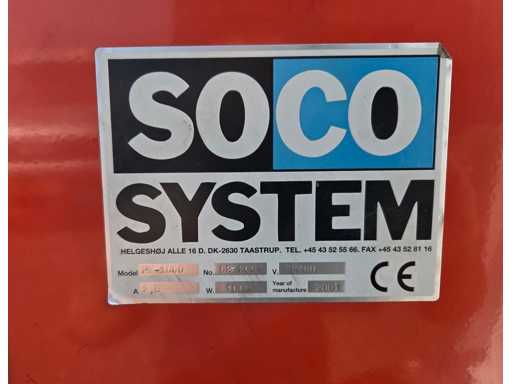 SOCO
SYSTEM
HELGESHØJ ALLE 16 D. DK-2630 TAASTRUP. TEL. +45 43 52 55 66. FAX +45 43 52 81 16
Model No. V.
A W. Year of manufacture 2001
CE